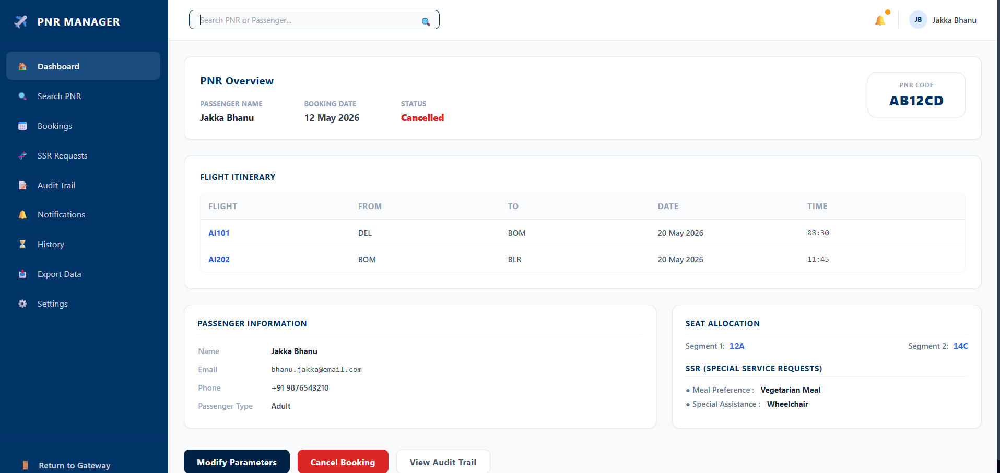 PNR MANAGER
Dashboard
Search PNR
Bookings
SSR Requests
Audit Trail
Notifications
History
Export Data
Settings
Return to Gateway
Search PNR or Passenger...
JB Jakka Bhanu
PNR Overview
PASSENGER NAME BOOKING DATE STATUS
Jakka Bhanu 12 May 2026 Cancelled
PNR CODE
AB12CD
FLIGHT ITINERARY
FLIGHT FROM TO DATE TIME
AI101 DEL BOM 20 May 2026 08:30
AI202 BOM BLR 20 May 2026 11:45
PASSENGER INFORMATION
Name Jakka Bhanu
Email bhanu.jakka@email.com
Phone +91 9876543210
Passenger Type Adult
SEAT ALLOCATION
Segment 1: 12A Segment 2: 14C
SSR (SPECIAL SERVICE REQUESTS)
● Meal Preference : Vegetarian Meal
● Special Assistance : Wheelchair
Modify Parameters Cancel Booking View Audit Trail